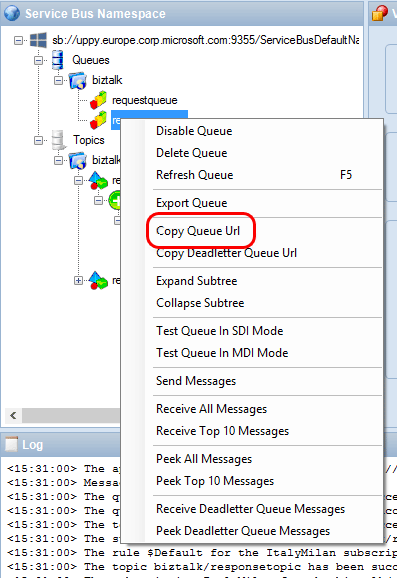 Service Bus Namespace
sb://uppy.europe.corp.microsoft.com:9355/ServiceBusDefaultNa
Queues
biztalk
requestqueue
re
Disable Queue
Topics
Delete Queue
biztalk
Refresh Queue F5
re
Export Queue
Copy Queue Url
Copy Deadletter Queue Url
re
Expand Subtree
Collapse Subtree
Test Queue In SDI Mode
Test Queue In MDI Mode
Send Messages
Receive All Messages
Receive Top 10 Messages
Log
Peek All Messages
<15:31:00> The a //
<15:31:00> Messa
Peek Top 10 Messages
<15:31:00> The q ce
<15:31:00> The q
Receive Deadletter Queue Messages
<15:31:00> The t ce
<15:31:00> The s /r
Peek Deadletter Queue Messages
<15:31:00> The rule $Default for the ItalyMilan subscrip
<15:31:00> The topic biztalk/responsetopic has been succ